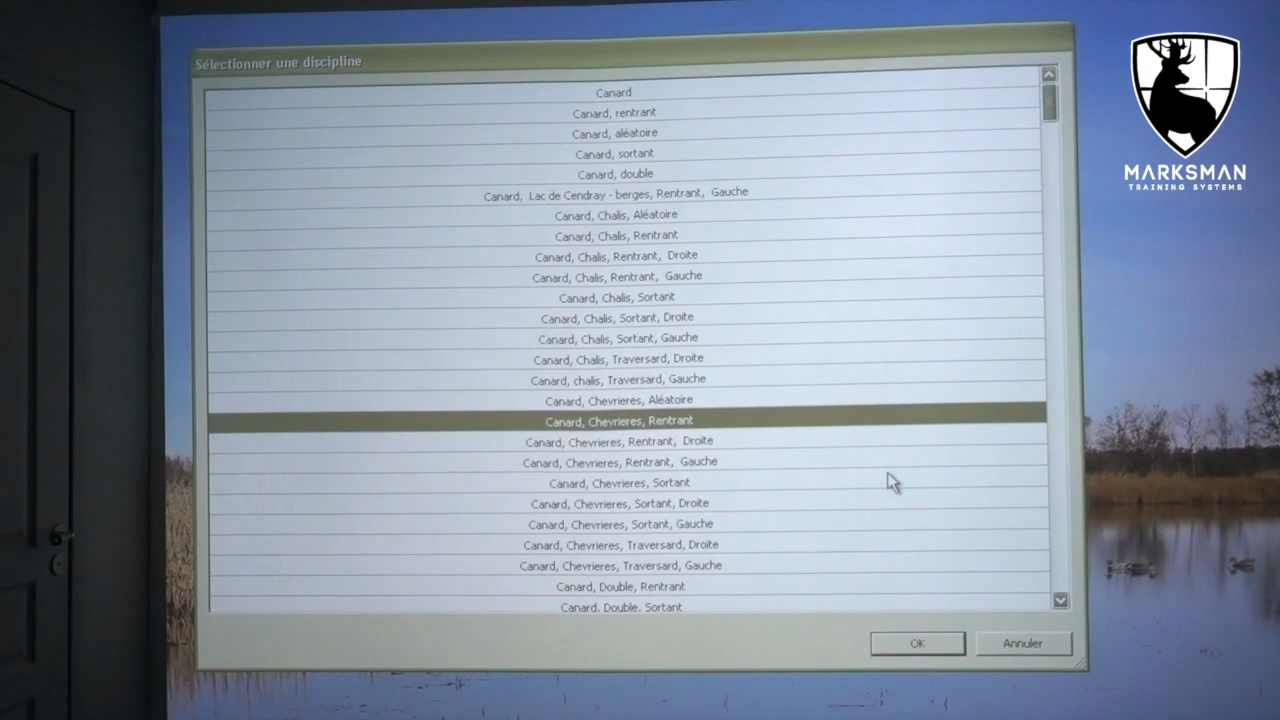 Sélectionner une discipline
Canard
Canard, rentrant
Canard, aléatoire
Canard, sortant
Canard, double
Canard, Lac de Cendray - berges, Rentrant, Gauche
Canard, Chalis, Aléatoire
Canard, Chalis, Rentrant
Canard, Chalis, Rentrant, Droite
Canard, Chalis, Rentrant, Gauche
Canard, Chalis, Sortant
Canard, Chalis, Sortant, Droite
Canard, Chalis, Sortant, Gauche
Canard, Chalis, Traversard, Droite
Canard, chalis, Traversard, Gauche
Canard, Chevrieres, Aléatoire
Canard, Chevrieres, Rentrant
Canard, Chevrieres, Rentrant, Droite
Canard, Chevrieres, Rentrant, Gauche
Canard, Chevrieres, Sortant
Canard, Chevrieres, Sortant, Droite
Canard, Chevrieres, Sortant, Gauche
Canard, Chevrieres, Traversard, Droite
Canard, Chevrieres, Traversard, Gauche
Canard, Double, Rentrant
Canard, Double, Sortant
OK
Annuler
MARKSMAN
TRAINING SYSTEMS